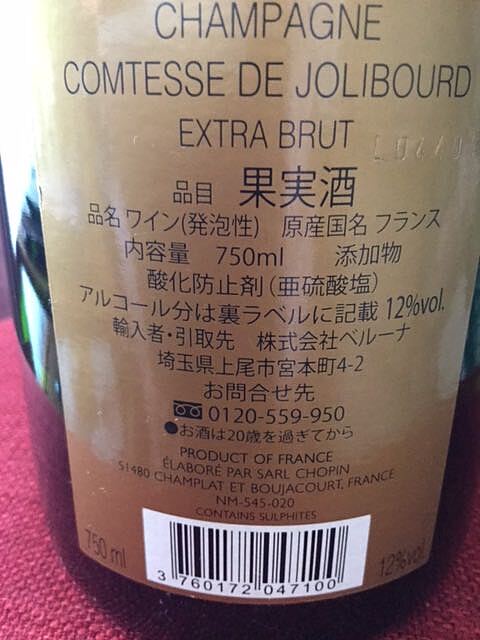 CHAMPAGNE
COMTESSE DE JOLIBOURD
EXTRA BRUT
品目 果実酒
品名 ワイン(発泡性) 原産国名 フランス
内容量 750ml 添加物
酸化防止剤(亜硫酸塩)
アルコール分は裏ラベルに記載 12%vol.
輸入者・引取先 株式会社ベルーナ
埼玉県上尾市宮本町4-2
お問合せ先
0120-559-950
●お酒は20歳を過ぎてから
PRODUCT OF FRANCE
ÉLABORÉ PAR SARL CHOPIN
51480 CHAMPLAT ET BOUJACOURT, FRANCE
NM-545-020
CONTAINS SULPHITES
750 ml
12%vol.
3 760172 047100